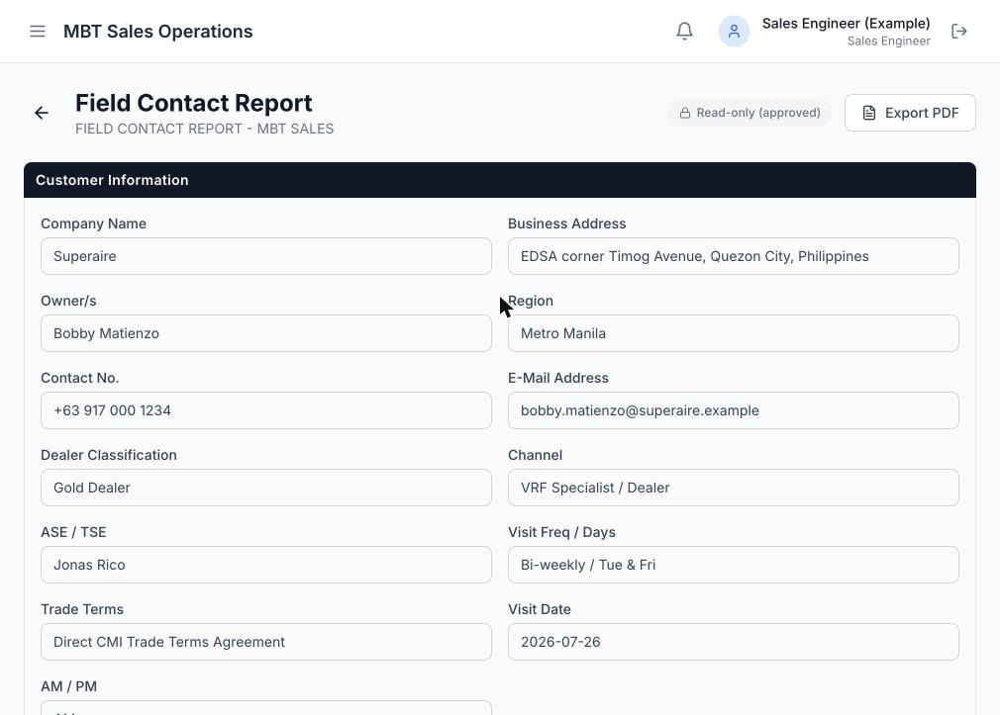 MBT Sales Operations
Sales Engineer (Example)
Sales Engineer
Field Contact Report
FIELD CONTACT REPORT - MBT SALES
Read-only (approved)
Export PDF
Customer Information
Company Name
Superaire
Business Address
EDSA corner Timog Avenue, Quezon City, Philippines
Owner/s
Bobby Matienzo
Region
Metro Manila
Contact No.
+63 917 000 1234
E-Mail Address
bobby.matienzo@superaire.example
Dealer Classification
Gold Dealer
Channel
VRF Specialist / Dealer
ASE / TSE
Jonas Rico
Visit Freq / Days
Bi-weekly / Tue & Fri
Trade Terms
Direct CMI Trade Terms Agreement
Visit Date
2026-07-26
AM / PM